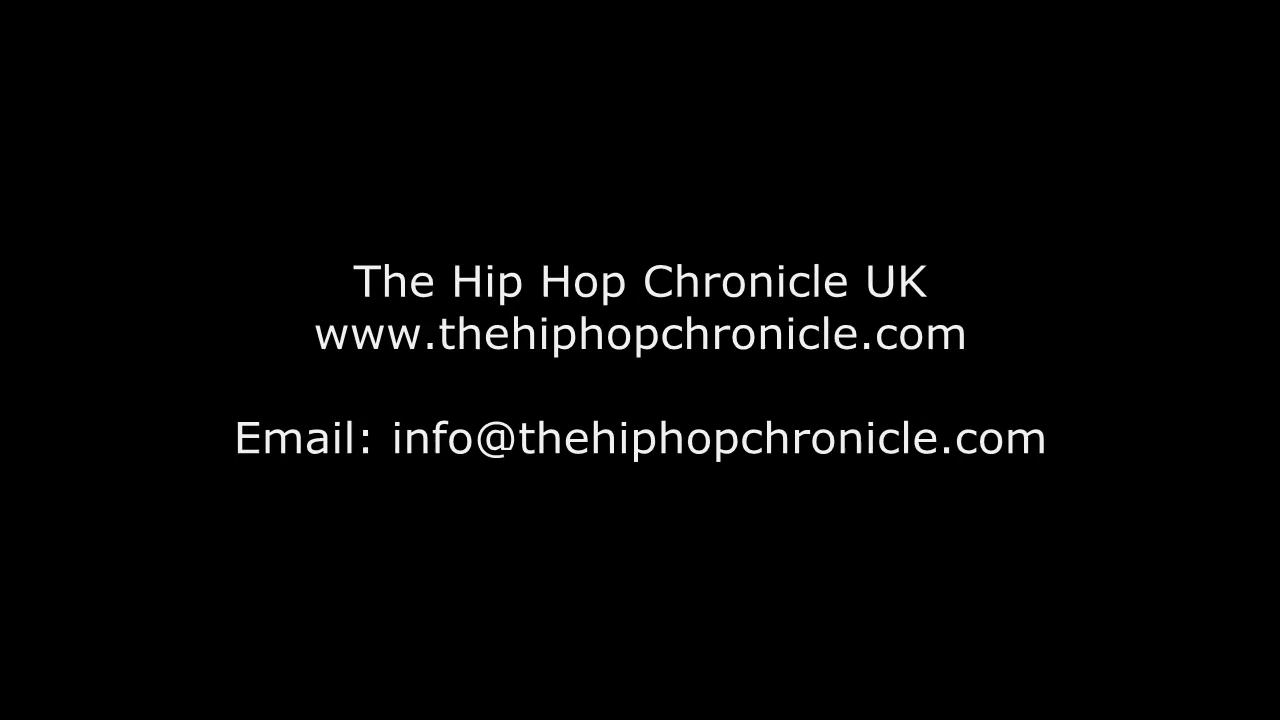 The Hip Hop Chronicle UK
www.thehiphopchronicle.com
Email: info@thehiphopchronicle.com